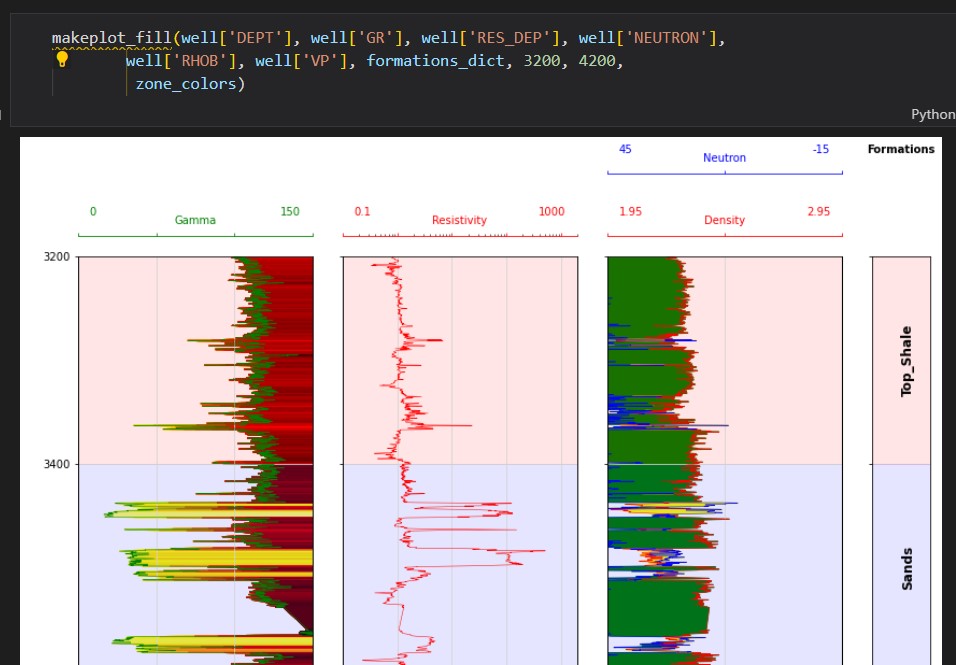 makeplot_fill(well['DEPT'], well['GR'], well['RES_DEP'], well['NEUTRON'],
well['RHOB'], well['VP'], formations_dict, 3200, 4200,
zone_colors)
Python
45 Neutron -15
Formations
0 Gamma 150
0.1 Resistivity 1000
1.95 Density 2.95
3200
Top_Shale
3400
Sands